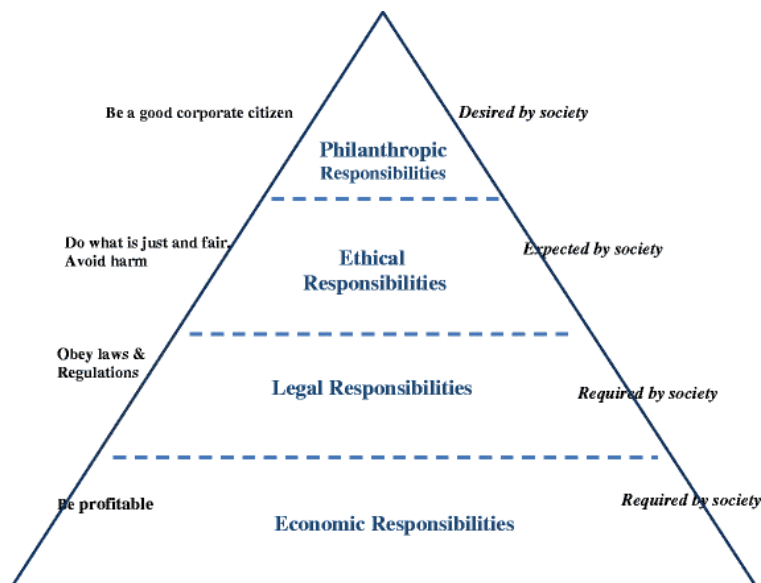 Be a good corporate citizen
Desired by society
Philanthropic
Responsibilities
Do what is just and fair,
Avoid harm
Expected by society
Ethical
Responsibilities
Obey laws &
Regulations
Legal Responsibilities
Required by society
Be profitable
Required by society
Economic Responsibilities